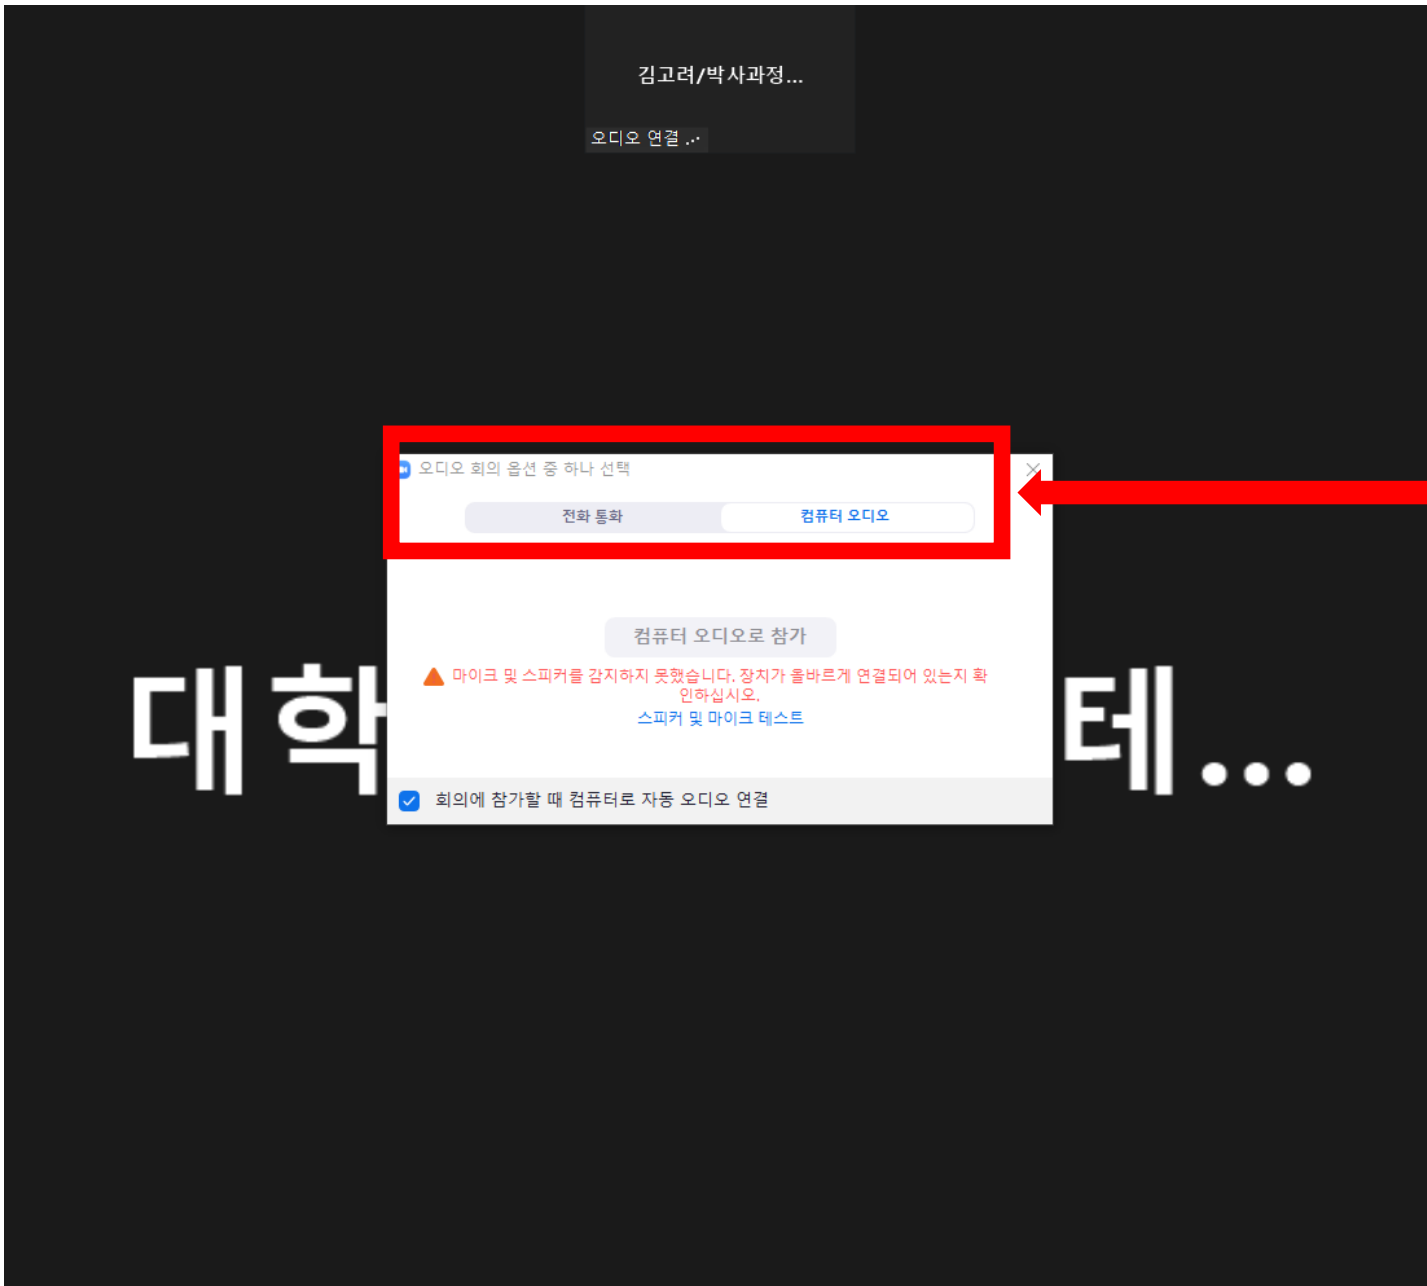 김고려/박사과정...
오디오 연결 ...
오디오 회의 옵션 중 하나 선택
전화 통화 컴퓨터 오디오
컴퓨터 오디오로 참가
마이크 및 스피커를 감지하지 못했습니다. 장치가 올바르게 연결되어 있는지 확
인하십시오.
스피커 및 마이크 테스트
대학 테...
회의에 참가할 때 컴퓨터로 자동 오디오 연결